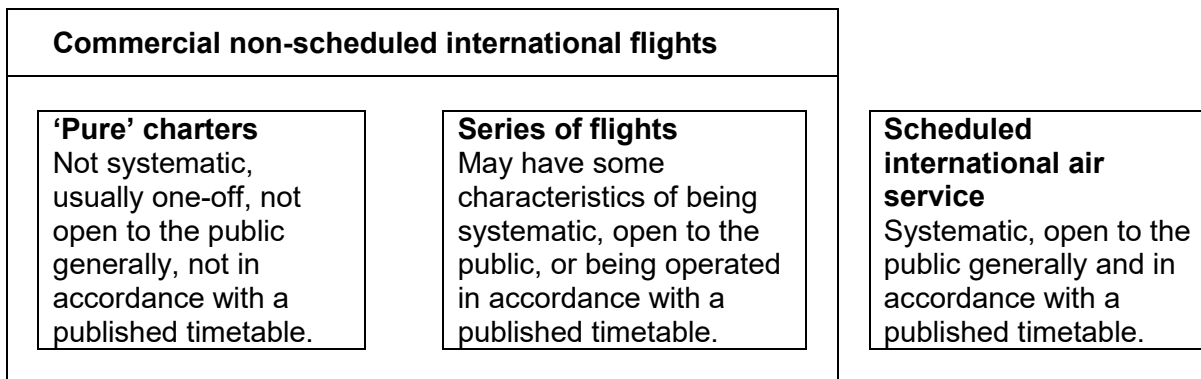 Commercial non-scheduled international flights
‘Pure’ charters
Not systematic,
usually one-off, not
open to the public
generally, not in
accordance with a
published timetable.
Series of flights
May have some
characteristics of being
systematic, open to the
public, or being operated
in accordance with a
published timetable.
Scheduled
international air
service
Systematic, open to the
public generally and in
accordance with a
published timetable.